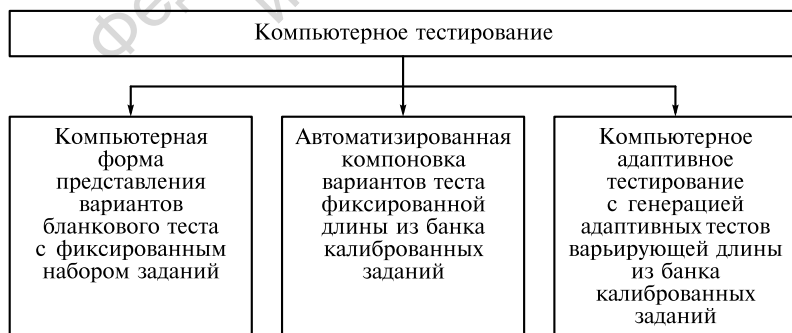 Компьютерное тестирование
Компьютерная
форма
представления
вариантов
бланкового теста
с фиксированным
набором заданий
Автоматизированная
компоновка
вариантов теста
фиксированной
длины из банка
калиброванных
заданий
Компьютерное
адаптивное
тестирование
с генерацией
адаптивных тестов
варьирующей длины
из банка
калиброванных
заданий